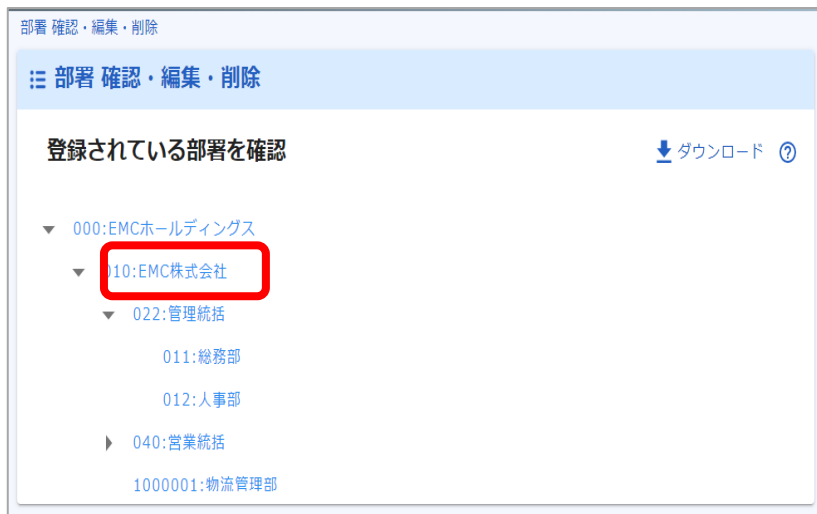 部署 確認・編集・削除
部署 確認・編集・削除
登録されている部署を確認
ダウンロード
000:EMCホールディングス
010:EMC株式会社
022:管理統括
011:総務部
012:人事部
040:営業統括
1000001:物流管理部